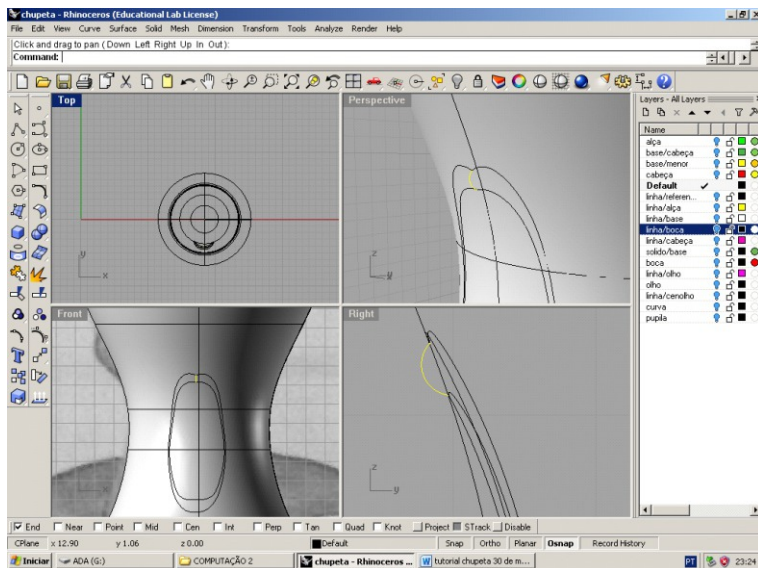 chupeta - Rhinoceros (Educational Lab License)
File Edit View Curve Surface Solid Mesh Dimension Transform Tools Analyze Render Help
Click and drag to pan ( Down Left Right Up In Out):
Command:
Top
Perspective
Front
Right
y
x
z
y
z
x
z
y
Layers - All Layers
Name
alça
base/cabeça
base/menor
cabeça
Default
linha/referen...
linha/alça
linha/base
linha/boca
linha/cabeça
solido/base
boca
linha/olho
olho
linha/cenolho
curva
pupila
End Near Point Mid Cen Int Perp Tan Quad Knot Project STrack Disable
CPlane x 12.90 y 1.06 z 0.00 Default Snap Ortho Planar Osnap Record History
Iniciar ADA (G:) COMPUTAÇÃO 2 chupeta - Rhinoceros ... tutorial chupeta 30 de m... PT 23:24